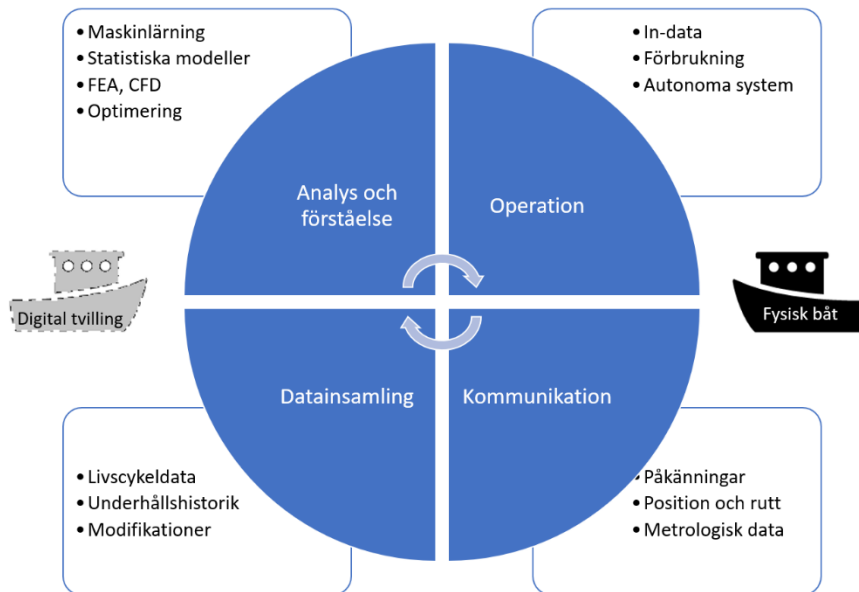 • Maskinlärning
• Statistiska modeller
• FEA, CFD
• Optimering
• In-data
• Förbrukning
• Autonoma system
Analys och
förståelse
Operation
Digital tvilling
Fysisk båt
Datainsamling
Kommunikation
• Livscykeldata
• Underhållshistorik
• Modifikationer
• Påkänningar
• Position och rutt
• Metrologisk data